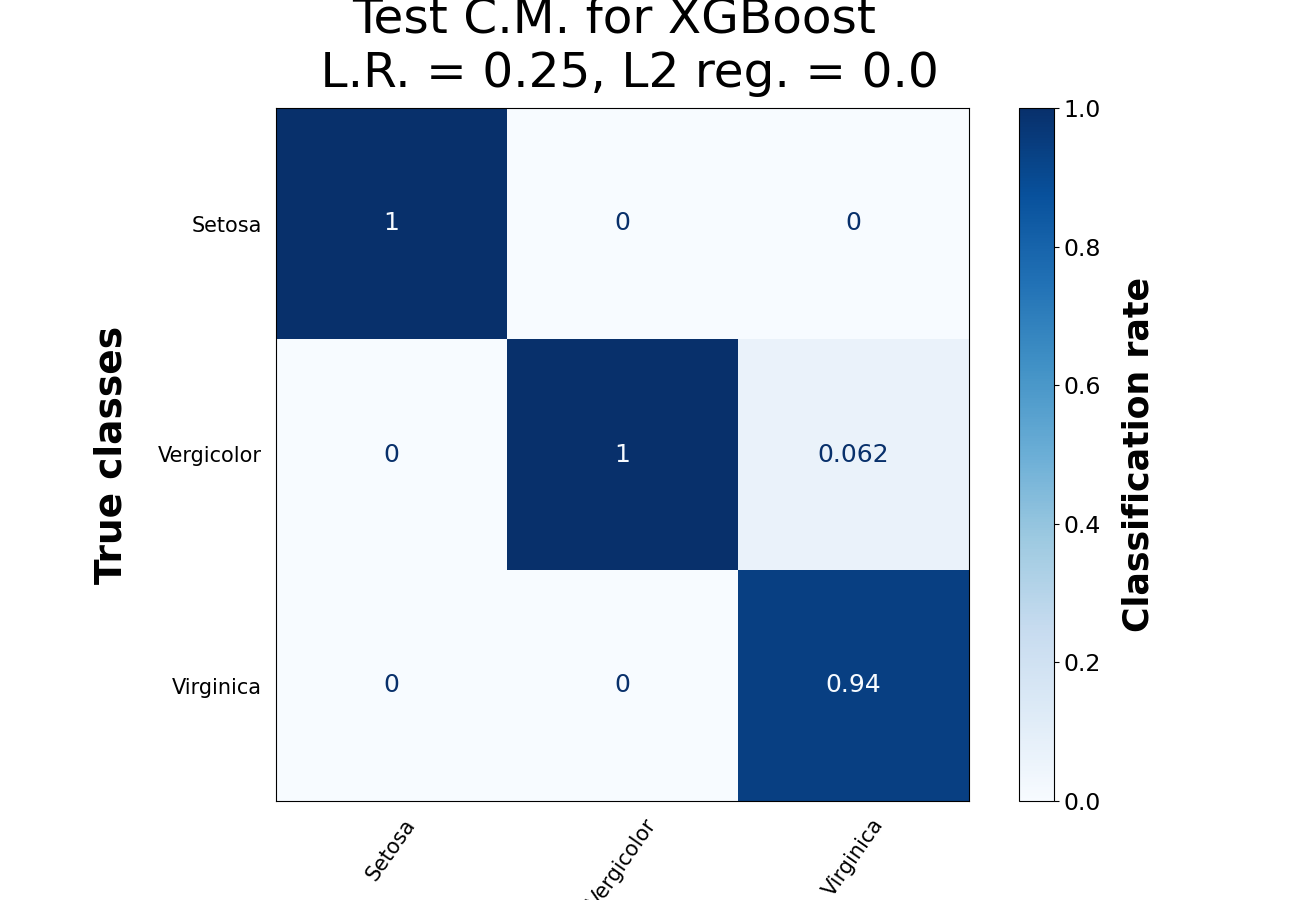 Test C.M. for XGBoost
L.R. = 0.25, L2 reg. = 0.0
1.0
Setosa
1
0
0
0.8
True classes
Classification rate
0.6
Vergicolor
0
1
0.062
0.4
0.2
Virginica
0
0
0.94
0.0
Setosa
Vergicolor
Virginica